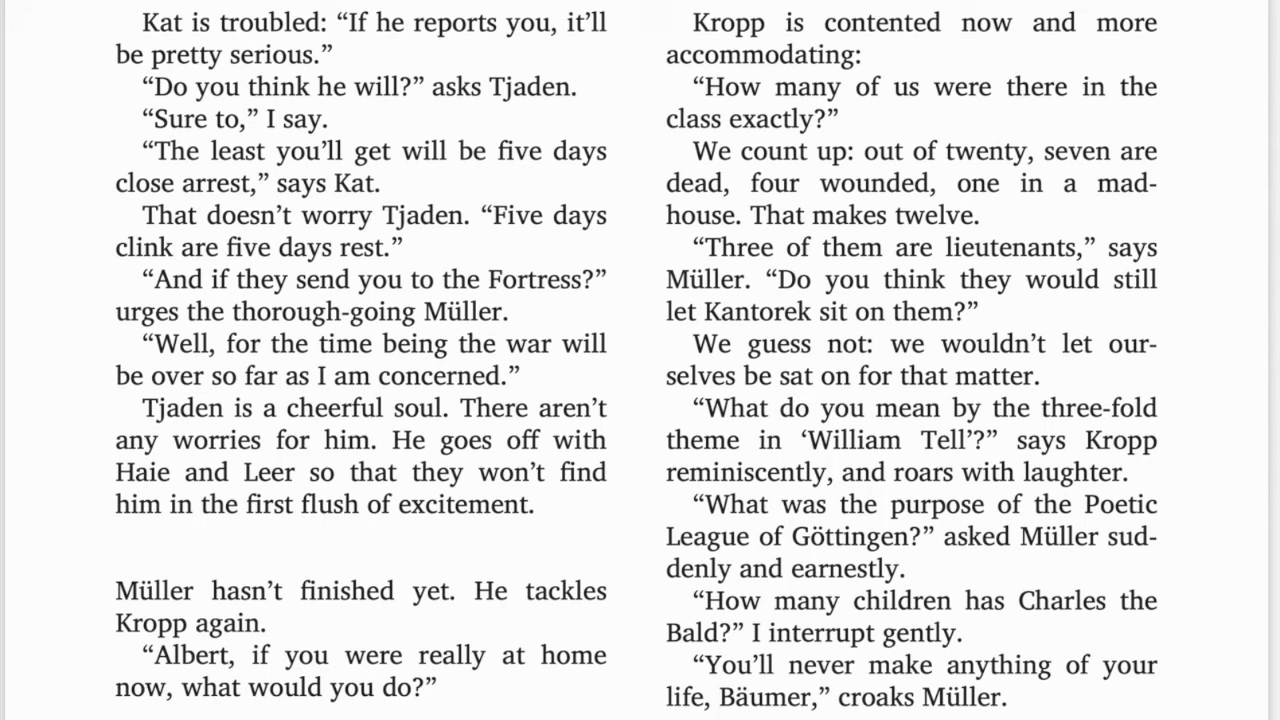 Kat is troubled: “If he reports you, it’ll
be pretty serious.”
“Do you think he will?” asks Tjaden.
“Sure to,” I say.
“The least you’ll get will be five days
close arrest,” says Kat.
That doesn’t worry Tjaden. “Five days
clink are five days rest.”
“And if they send you to the Fortress?”
urges the thorough-going Müller.
“Well, for the time being the war will
be over so far as I am concerned.”
Tjaden is a cheerful soul. There aren’t
any worries for him. He goes off with
Haie and Leer so that they won’t find
him in the first flush of excitement.
Müller hasn’t finished yet. He tackles
Kropp again.
“Albert, if you were really at home
now, what would you do?”
Kropp is contented now and more
accommodating:
“How many of us were there in the
class exactly?”
We count up: out of twenty, seven are
dead, four wounded, one in a mad-
house. That makes twelve.
“Three of them are lieutenants,” says
Müller. “Do you think they would still
let Kantorek sit on them?”
We guess not: we wouldn’t let our-
selves be sat on for that matter.
“What do you mean by the three-fold
theme in ‘William Tell’?” says Kropp
reminiscently, and roars with laughter.
“What was the purpose of the Poetic
League of Göttingen?” asked Müller sud-
denly and earnestly.
“How many children has Charles the
Bald?” I interrupt gently.
“You’ll never make anything of your
life, Bäumer,” croaks Müller.